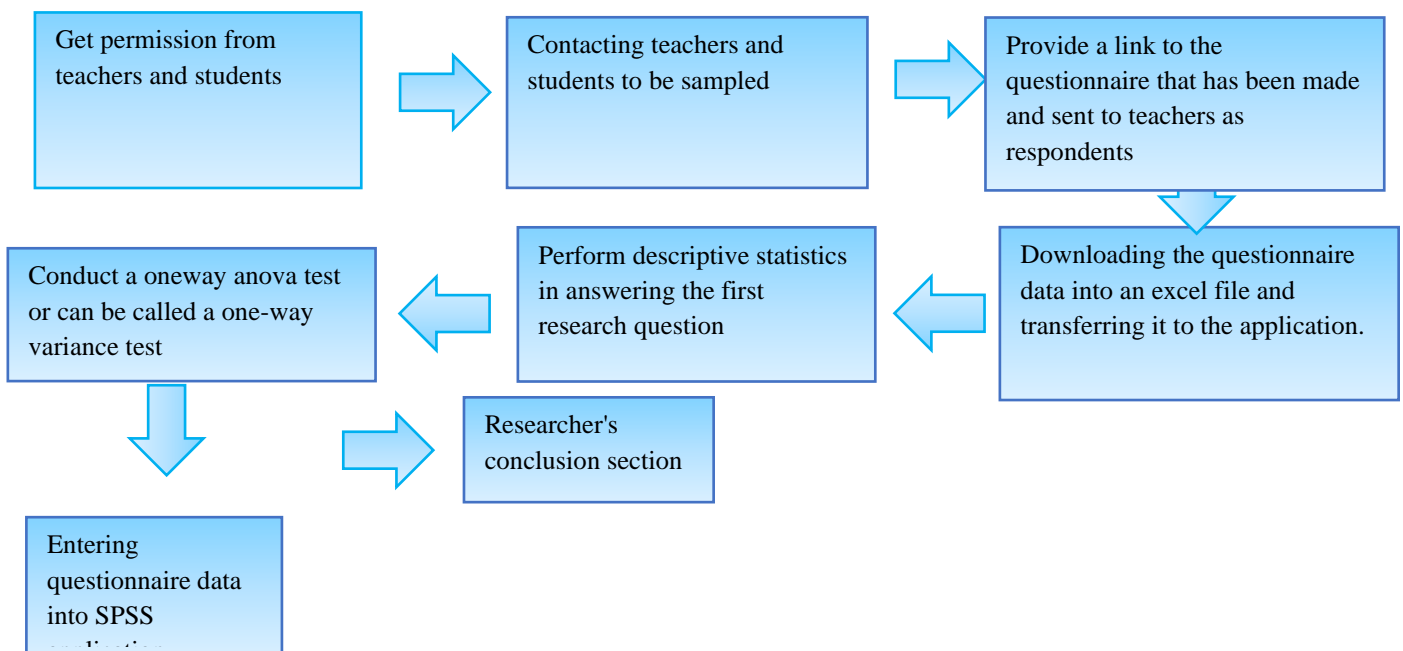 Get permission from
teachers and students
Contacting teachers and
students to be sampled
Provide a link to the
questionnaire that has been made
and sent to teachers as
respondents
Downloading the questionnaire
data into an excel file and
transferring it to the application.
Perform descriptive statistics
in answering the first
research question
Conduct a oneway anova test
or can be called a one-way
variance test
Entering
questionnaire data
into SPSS
Researcher's
conclusion section